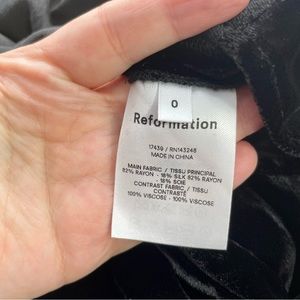 0
Reformation
17439 / RN143248
MADE IN CHINA
MAIN FABRIC / TISSU PRINCIPAL
82% RAYON - 18% SILK 82% RAYON
- 18% SOIE
CONTRAST FABRIC / TISSU
CONTRASTÉ
100% VISCOSE - 100% VISCOSE